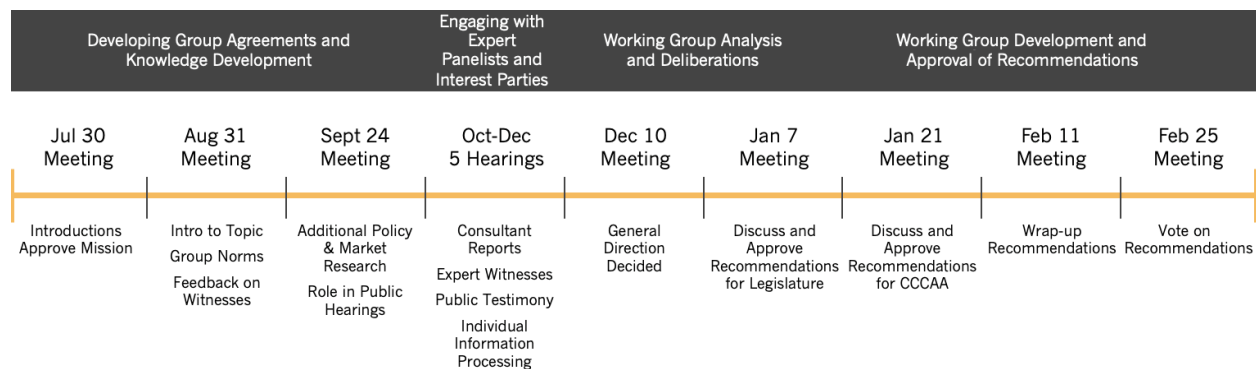 Developing Group Agreements and
Knowledge Development
Engaging with
Expert
Panelists and
Interest Parties
Working Group Analysis
and Deliberations
Working Group Development and
Approval of Recommendations
Jul 30
Meeting
Aug 31
Meeting
Sept 24
Meeting
Oct-Dec
5 Hearings
Dec 10
Meeting
Jan 7
Meeting
Jan 21
Meeting
Feb 11
Meeting
Feb 25
Meeting
Introductions
Approve Mission
Intro to Topic
Group Norms
Feedback on
Witnesses
Additional Policy
& Market
Research
Role in Public
Hearings
Consultant
Reports
Expert Witnesses
Public Testimony
Individual
Information
Processing
General
Direction
Decided
Discuss and
Approve
Recommendations
for Legislature
Discuss and
Approve
Recommendations
for CCCAA
Wrap-up
Recommendations
Vote on
Recommendations